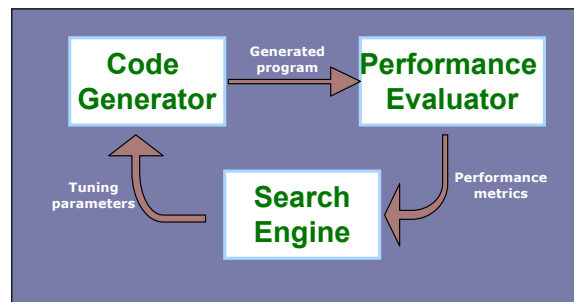 Code
Generator
Generated
program
Performance
Evaluator
Tuning
parameters
Search
Engine
Performance
metrics